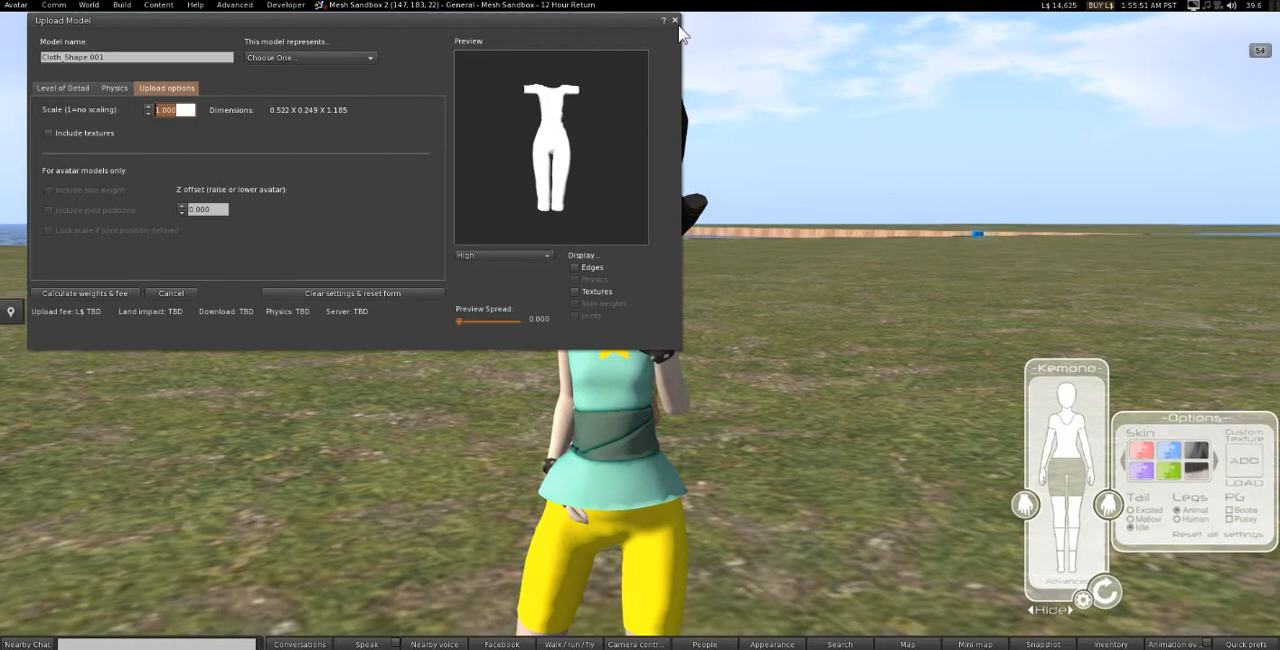 Avatar Comm World Build Content Help Advanced Developer Mesh Sandbox 2 (147, 183, 22) - General - Mesh Sandbox - 12 Hour Return L$ 14,625 BUY L$ 1:55:51 AM PST 39.6
Upload Model ? ×
Model name:
Cloth_Shape.001
This model represents...
Choose One...
Level of Detail Physics Upload options
Scale (1=no scaling): 1.000 Dimensions: 0.522 X 0.249 X 1.185
Include textures
For avatar models only:
Include skin weight
Z offset (raise or lower avatar):
Include joint positions
0.000
Lock scale if joint position defined
Calculate weights & fee Cancel Clear settings & reset form
Upload fee: L$ TBD Land impact: TBD Download: TBD Physics: TBD Server: TBD
Preview
High
Display...
Edges
Physics
Textures
Skin weights
Joints
Preview Spread: 0.000
54
-Kemono-
Advanced
Hide
-Options-
Skin
Custom
Texture
ADD
LOAD
Tail Legs PG
Excited Animal Boobs
Mellow Human Pussy
Idle
Reset all settings
Nearby Chat Conversations Speak Nearby voice Facebook Walk / run / fly Camera contr... People Appearance Search Map Mini-map Snapshot Inventory Animation ov... Quick prefs